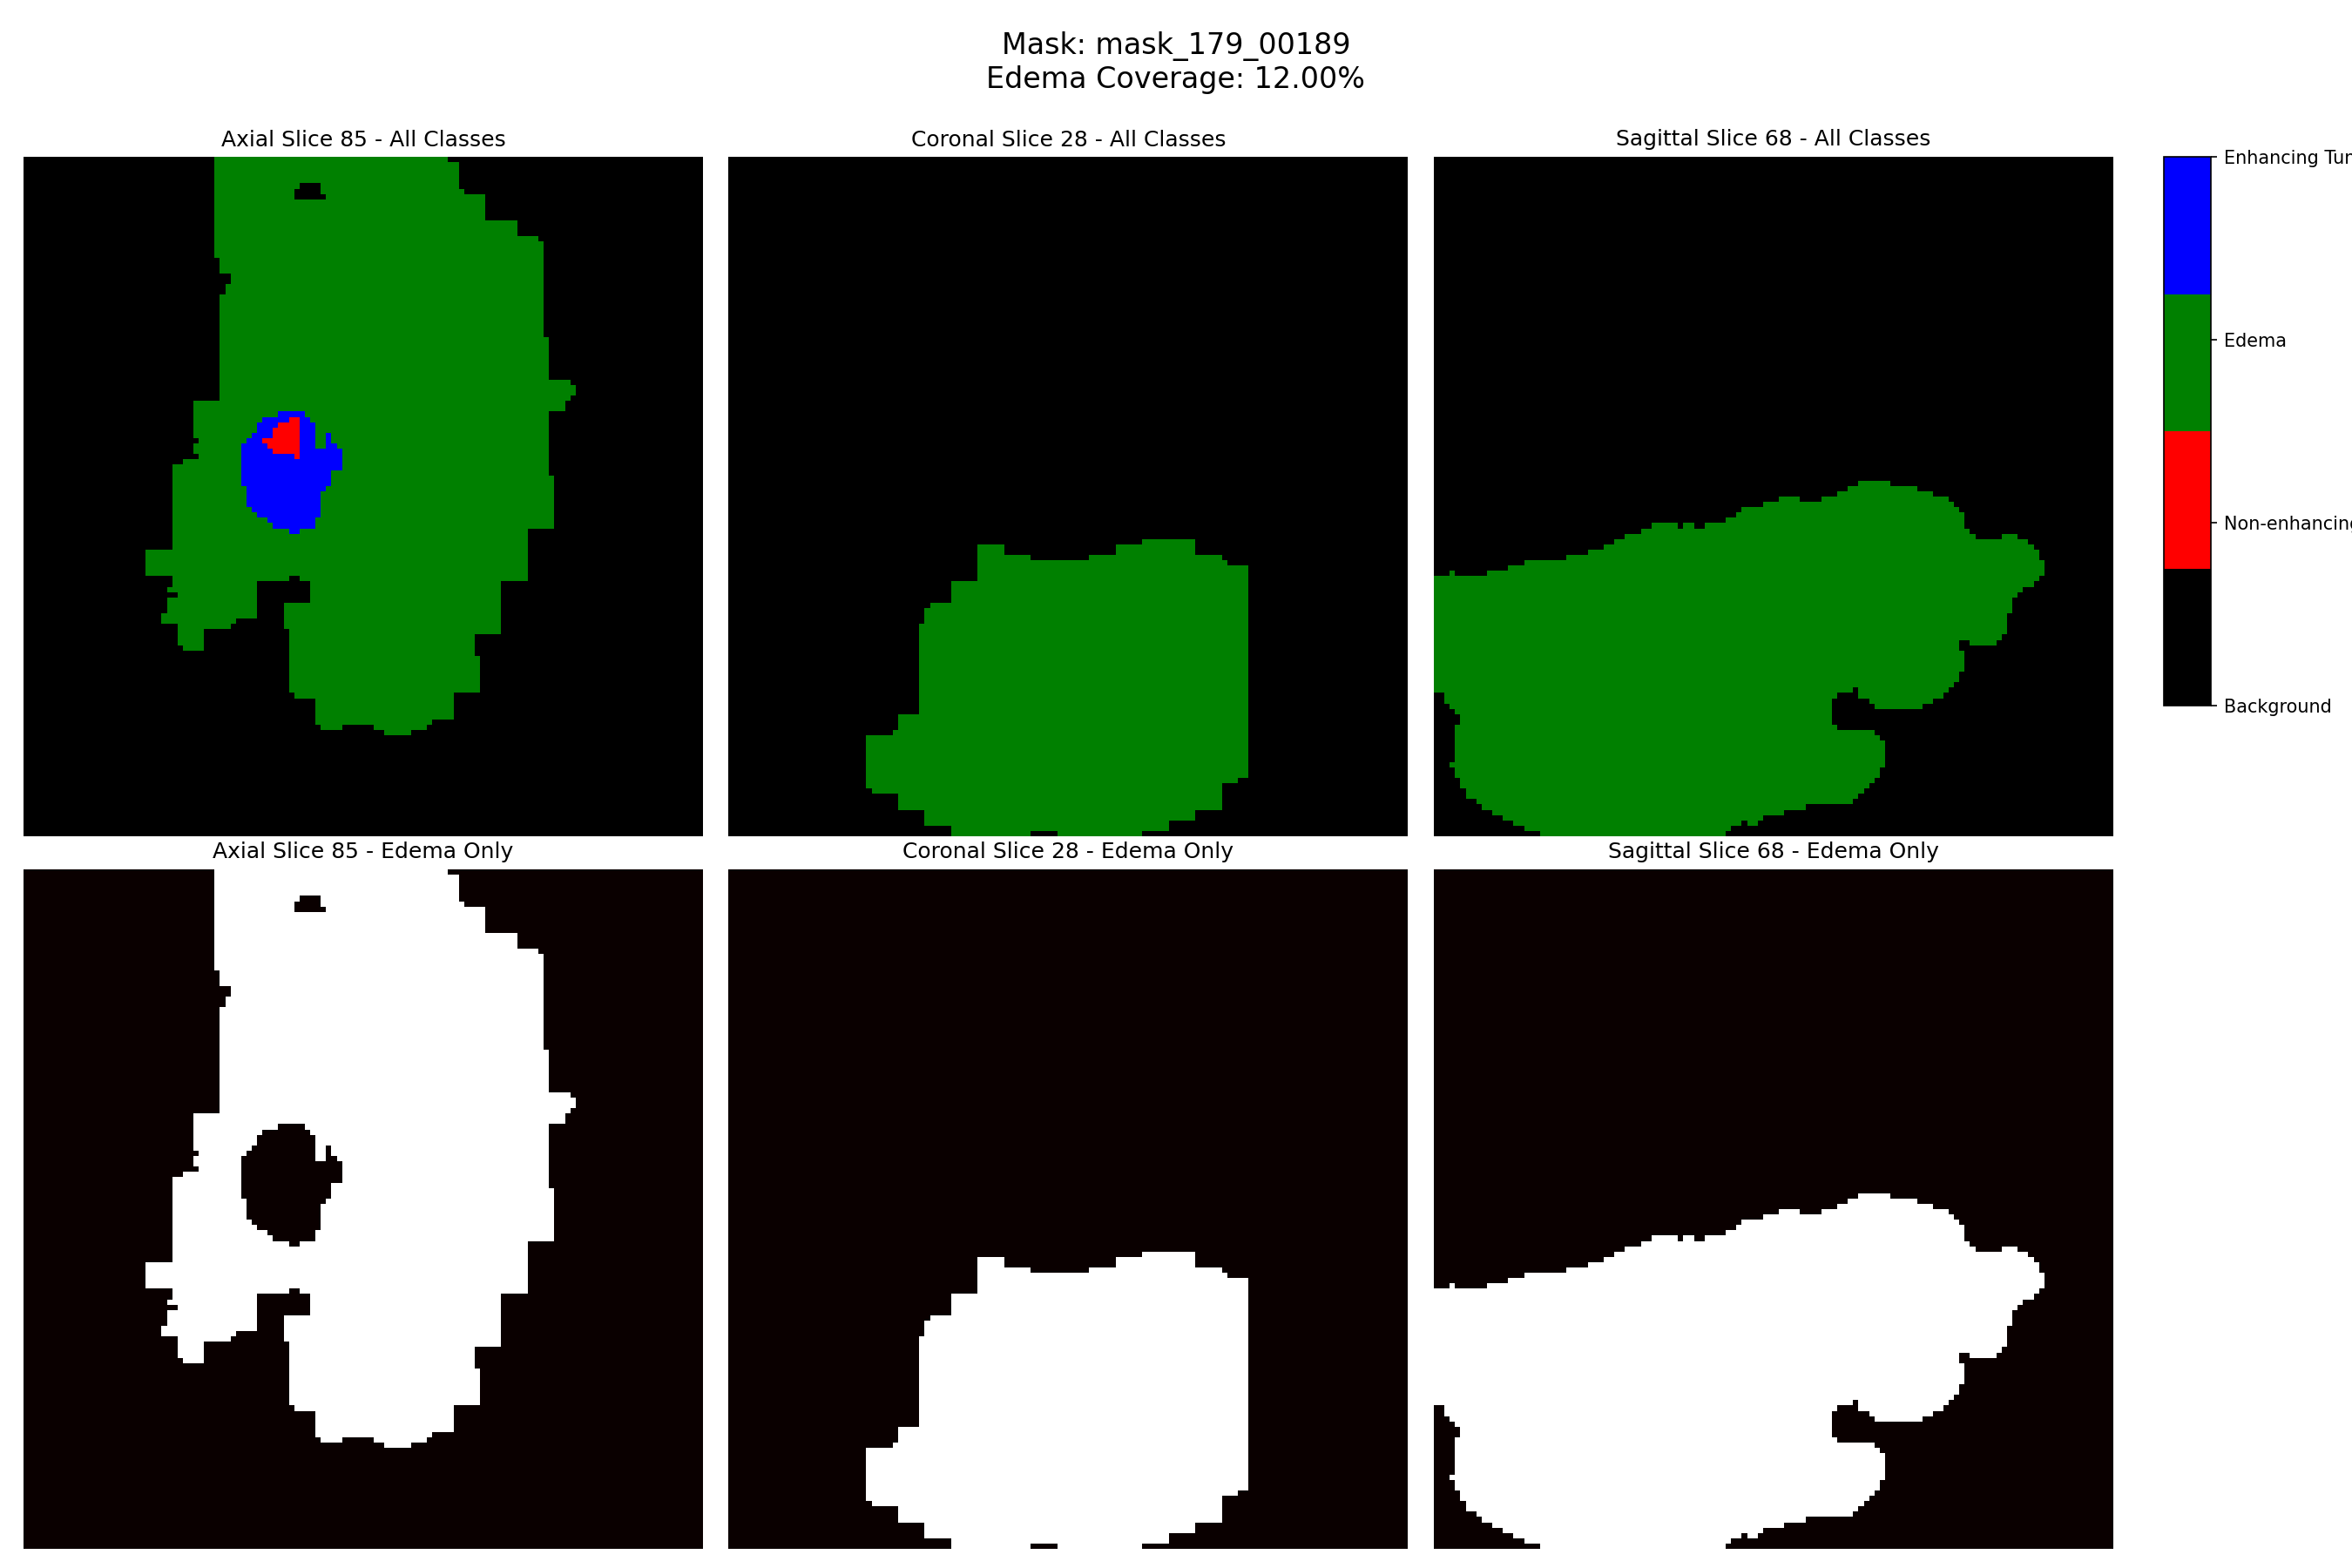 Mask: mask_179_00189
Edema Coverage: 12.00%
Axial Slice 85 - All Classes
Coronal Slice 28 - All Classes
Sagittal Slice 68 - All Classes
Enhancing Tur
Edema
Non-enhancing
Background
Axial Slice 85 - Edema Only
Coronal Slice 28 - Edema Only
Sagittal Slice 68 - Edema Only